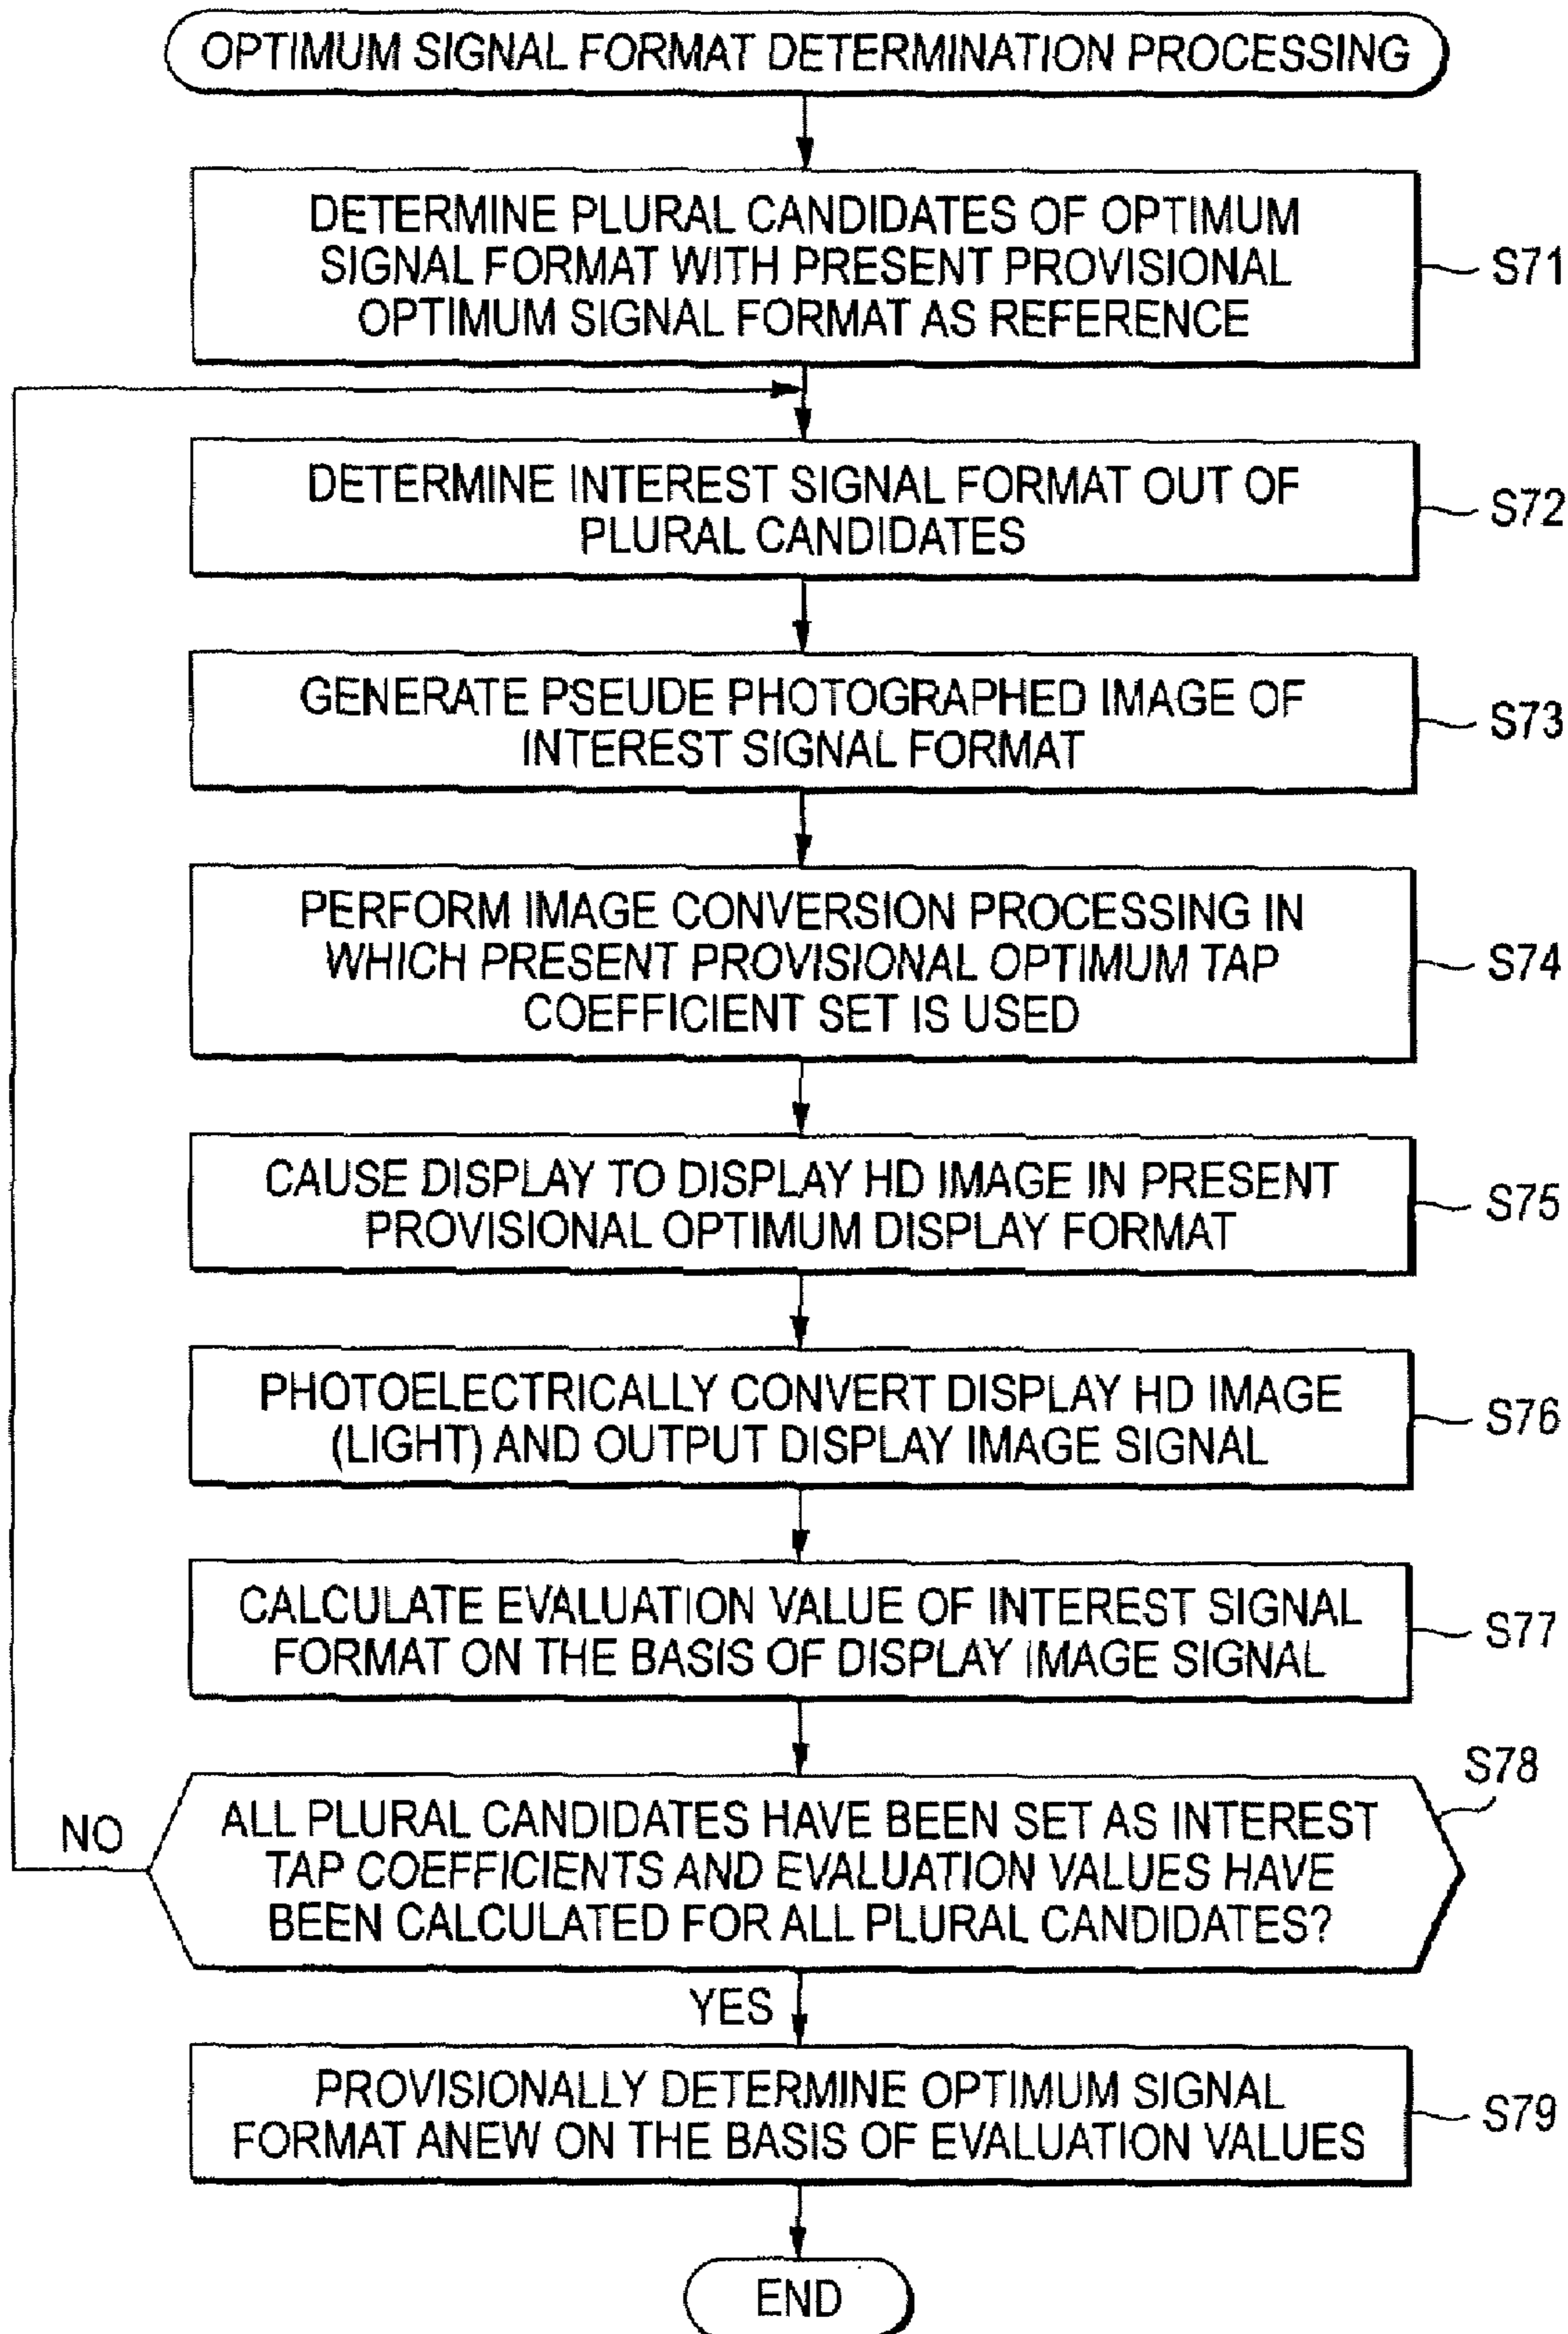 OPTIMUM SIGNAL FORMAT DETERMINATION PROCESSING
DETERMINE PLURAL CANDIDATES OF OPTIMUM
SIGNAL FORMAT WITH PRESENT PROVISIONAL
OPTIMUM SIGNAL FORMAT AS REFERENCE
S71
DETERMINE INTEREST SIGNAL FORMAT OUT OF
PLURAL CANDIDATES
S72
GENERATE PSEUDE PHOTOGRAPHED IMAGE OF
INTEREST SIGNAL FORMAT
S73
PERFORM IMAGE CONVERSION PROCESSING IN
WHICH PRESENT PROVISIONAL OPTIMUM TAP
COEFFICIENT SET IS USED
S74
CAUSE DISPLAY TO DISPLAY HD IMAGE IN PRESENT
PROVISIONAL OPTIMUM DISPLAY FORMAT
S75
PHOTOELECTRICALLY CONVERT DISPLAY HD IMAGE
(LIGHT) AND OUTPUT DISPLAY IMAGE SIGNAL
S76
CALCULATE EVALUATION VALUE OF INTEREST SIGNAL
FORMAT ON THE BASIS OF DISPLAY IMAGE SIGNAL
S77
S78
ALL PLURAL CANDIDATES HAVE BEEN SET AS INTEREST
TAP COEFFICIENTS AND EVALUATION VALUES HAVE
BEEN CALCULATED FOR ALL PLURAL CANDIDATES?
NO
YES
PROVISIONALLY DETERMINE OPTIMUM SIGNAL
FORMAT ANEW ON THE BASIS OF EVALUATION VALUES
S79
END